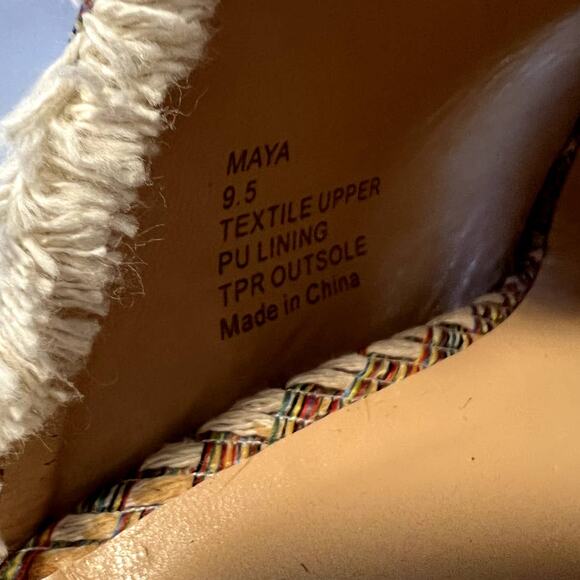 MAYA
9.5
TEXTILE UPPER
PU LINING
TPR OUTSOLE
Made in China